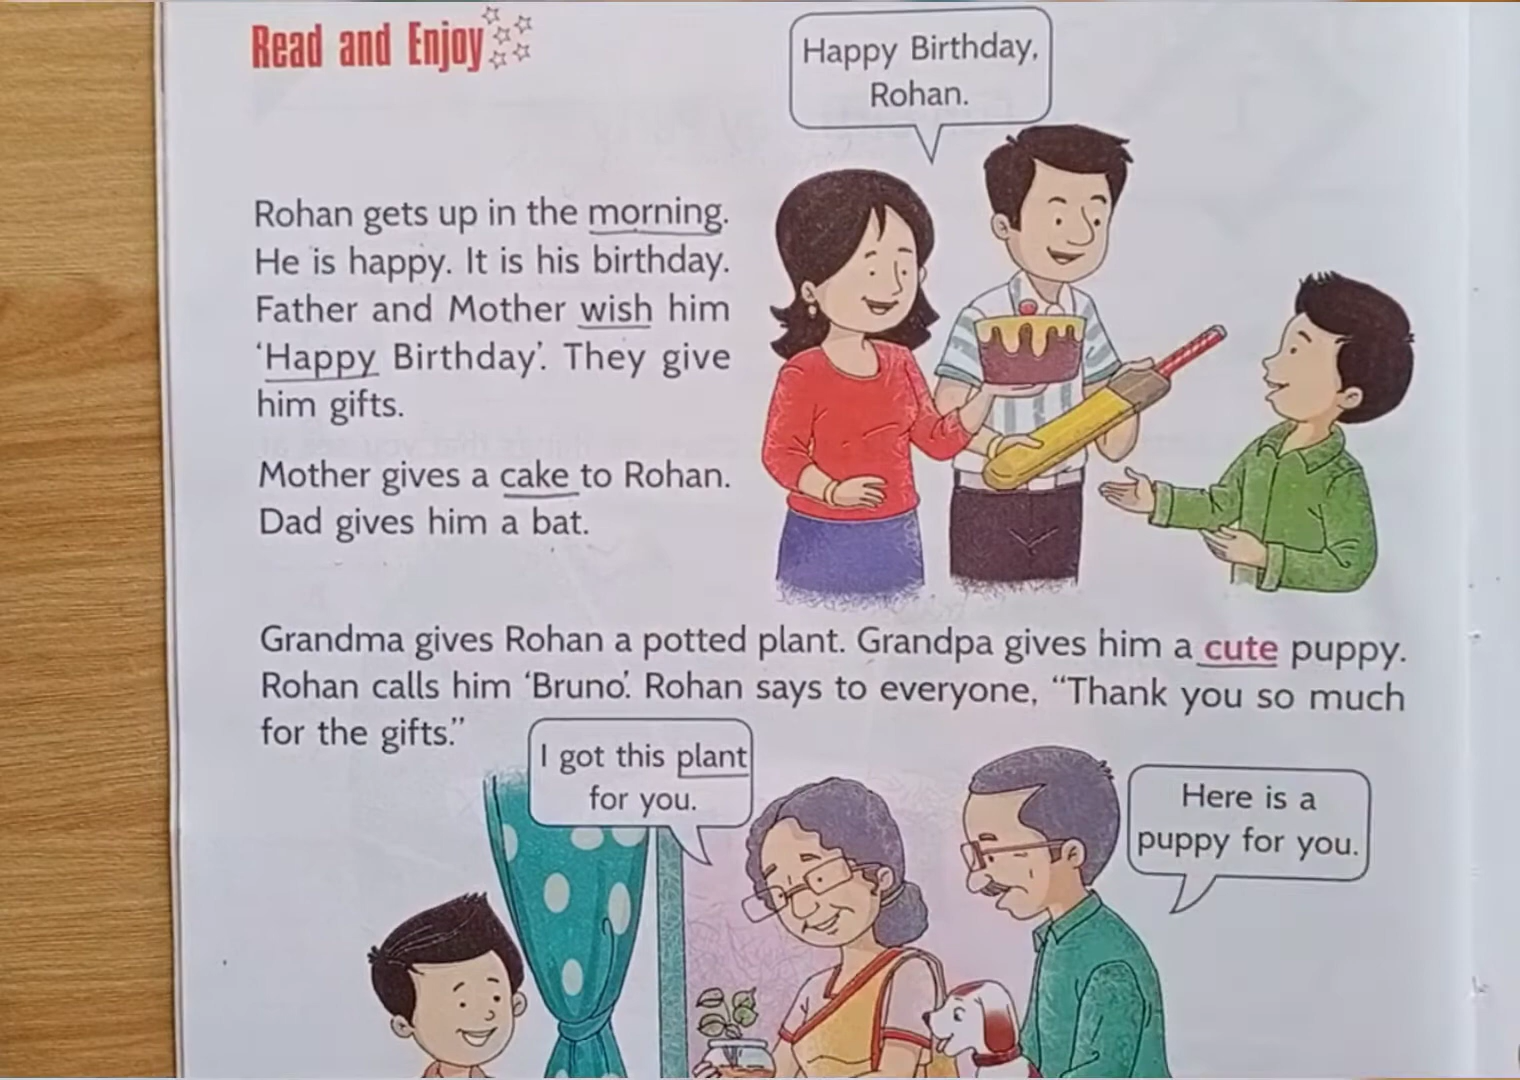 Read and Enjoy
Happy Birthday,
Rohan.
Rohan gets up in the morning.
He is happy. It is his birthday.
Father and Mother wish him
‘Happy Birthday’. They give
him gifts.
Mother gives a cake to Rohan.
Dad gives him a bat.
Grandma gives Rohan a potted plant. Grandpa gives him a cute puppy.
Rohan calls him ‘Bruno’. Rohan says to everyone, “Thank you so much
for the gifts.”
I got this plant
for you.
Here is a
puppy for you.